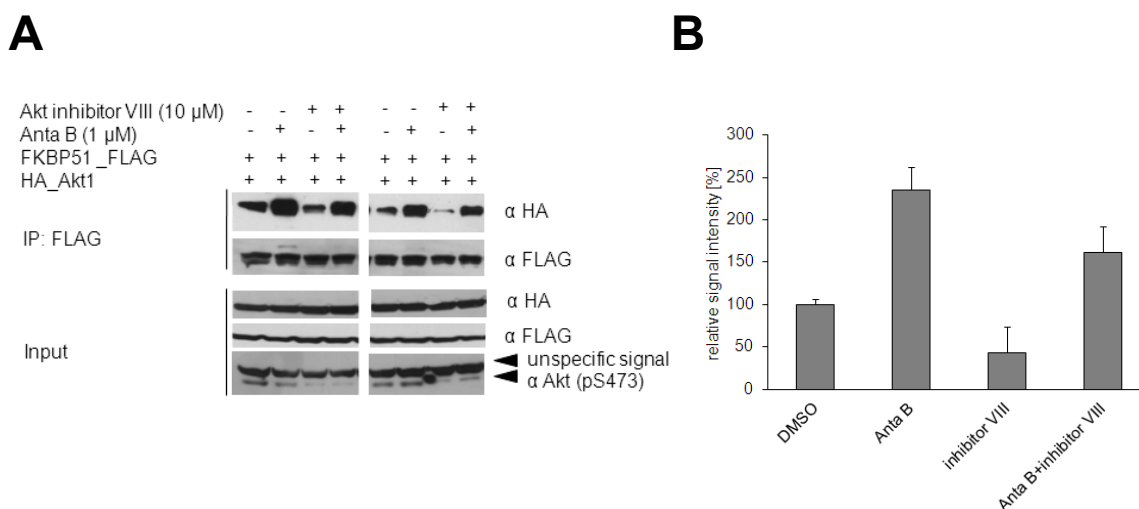 A
B
Akt inhibitor VIII (10 µM) - - + + - - + +
Anta B (1 µM) - + - + - + - +
FKBP51_FLAG + + + + + + + +
HA_Akt1 + + + + + + + +
IP: FLAG
α HA
α FLAG
Input
α HA
α FLAG
unspecific signal
α Akt (pS473)
relative signal intensity [%]
300
250
200
150
100
50
0
DMSO
Anta B
inhibitor VIII
Anta B+inhibitor VIII